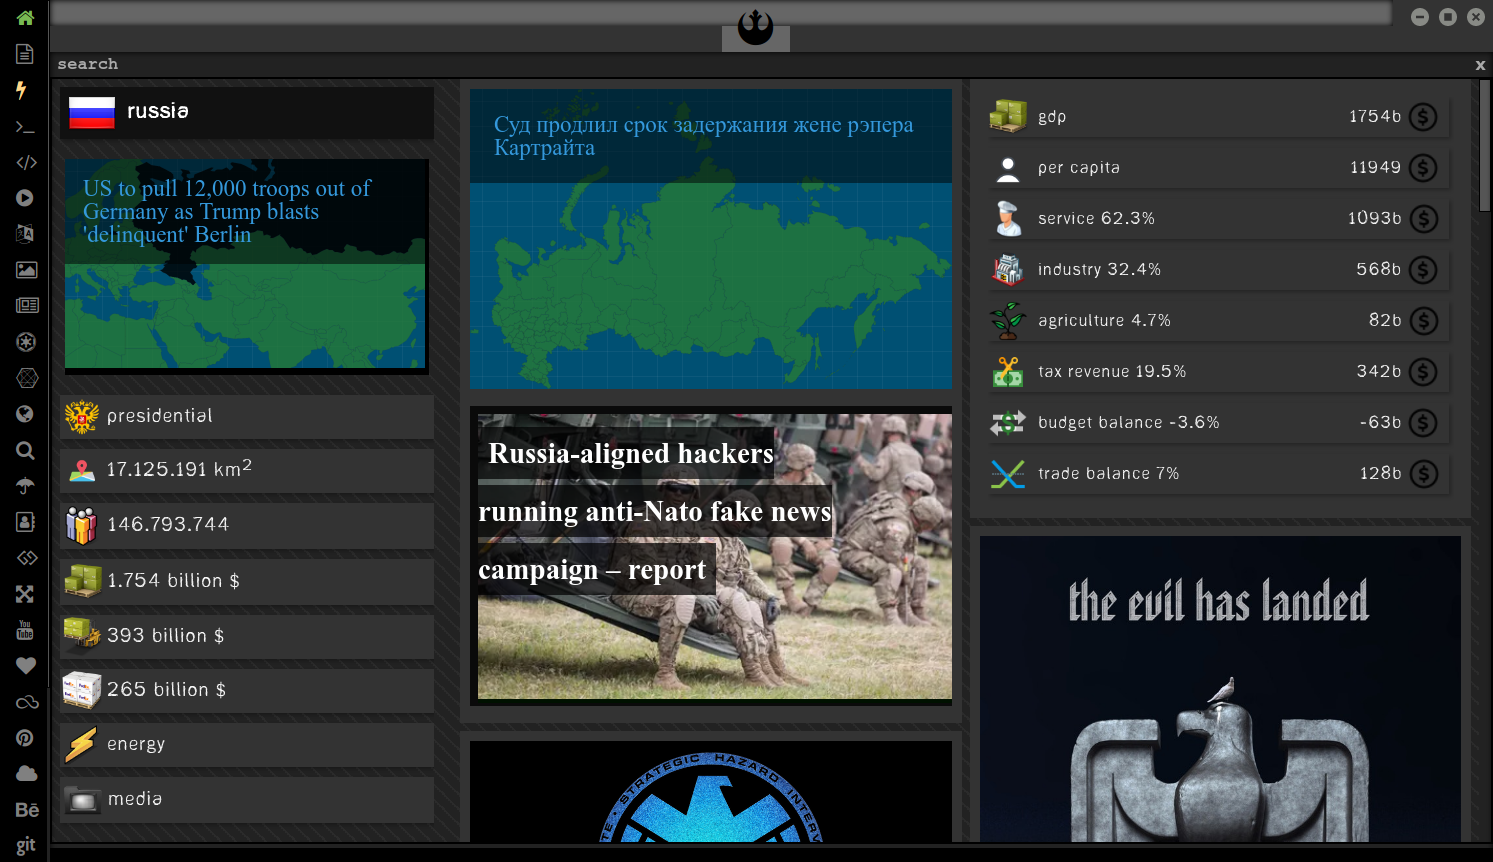 search
x
russia
US to pull 12,000 troops out of
Germany as Trump blasts
'delinquent' Berlin
presidential
17.125.191 km²
146.793.744
1.754 billion $
393 billion $
265 billion $
energy
media
Суд продлил срок задержания жене рэпера
Картрайта
Russia-aligned hackers
running anti-Nato fake news
campaign – report
STRATEGIC HAZARD INTERV
gdp 1754b
per capita 11949
service 62.3% 1093b
industry 32.4% 568b
agriculture 4.7% 82b
tax revenue 19.5% 342b
budget balance -3.6% -63b
trade balance 7% 128b
the evil has landed
You
Tube
Bē
git